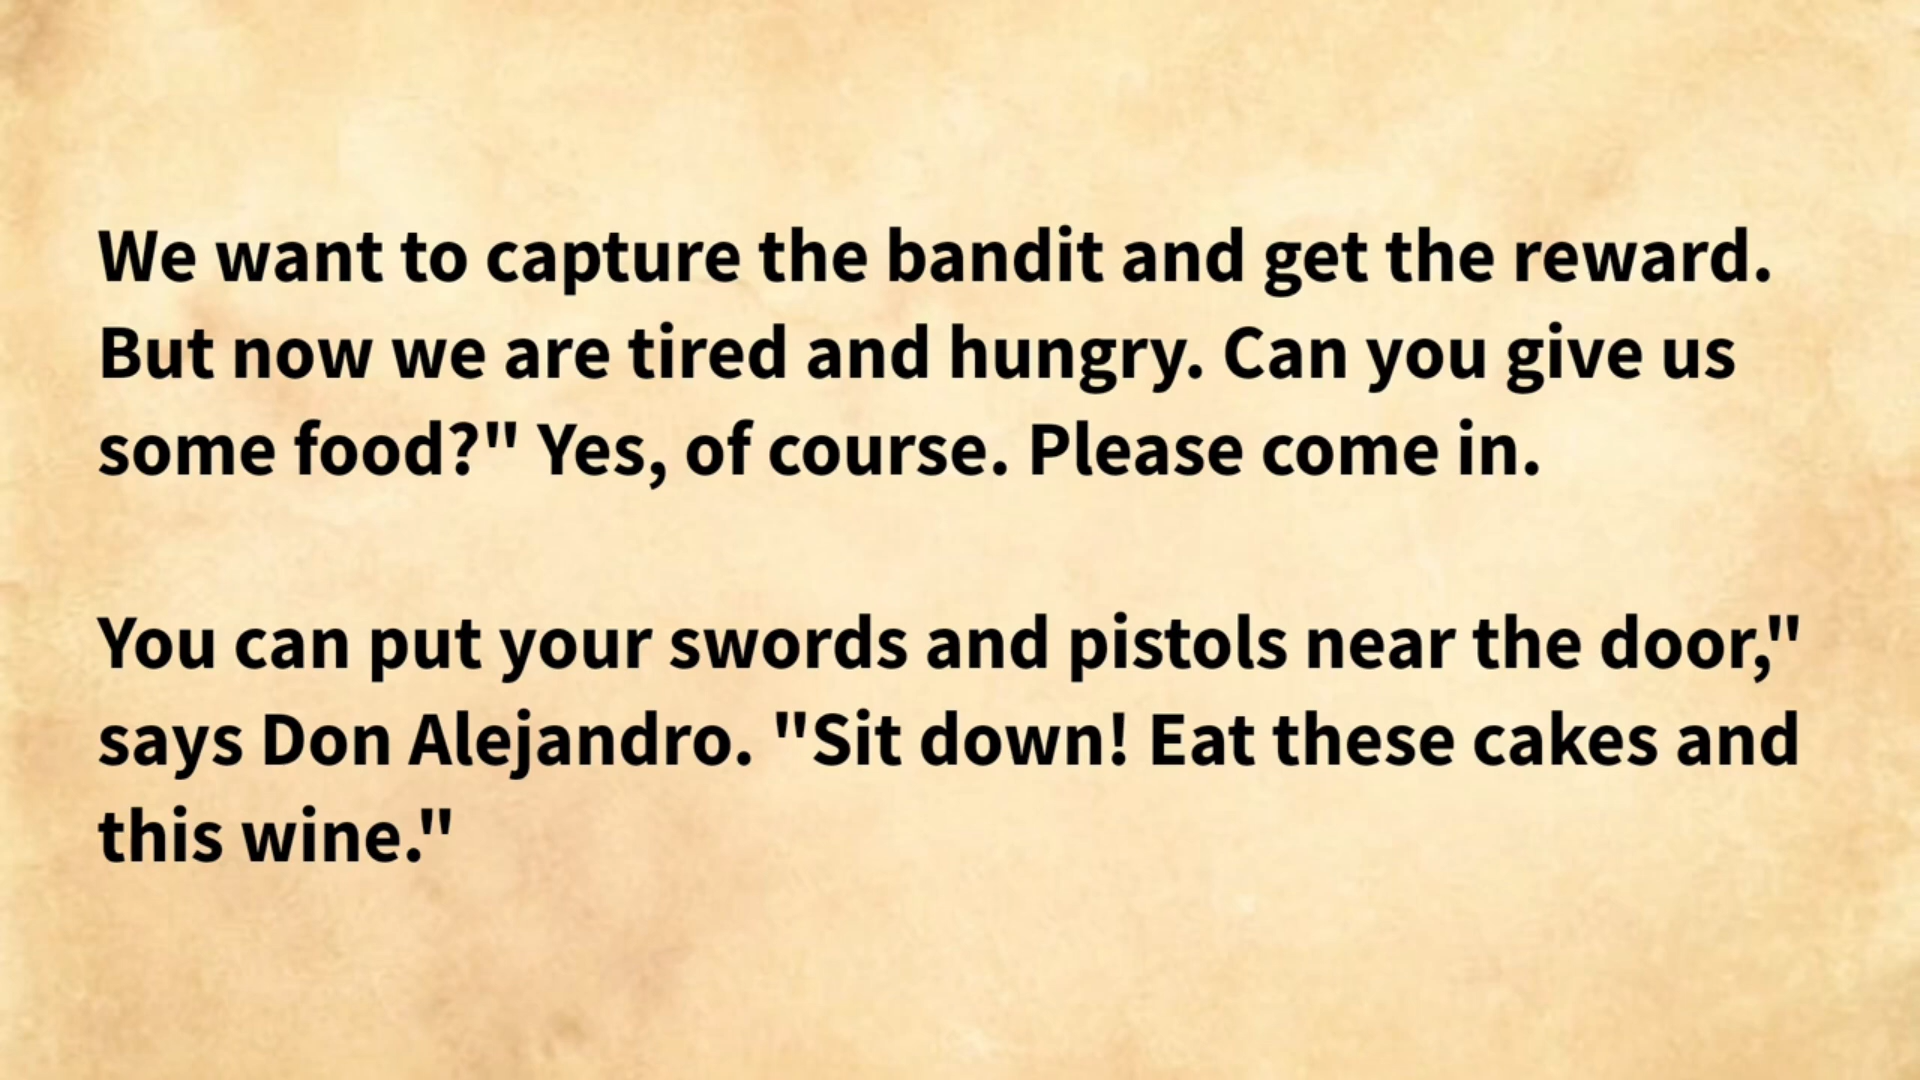 We want to capture the bandit and get the reward.
But now we are tired and hungry. Can you give us
some food?" Yes, of course. Please come in.
You can put your swords and pistols near the door,"
says Don Alejandro. "Sit down! Eat these cakes and
this wine."